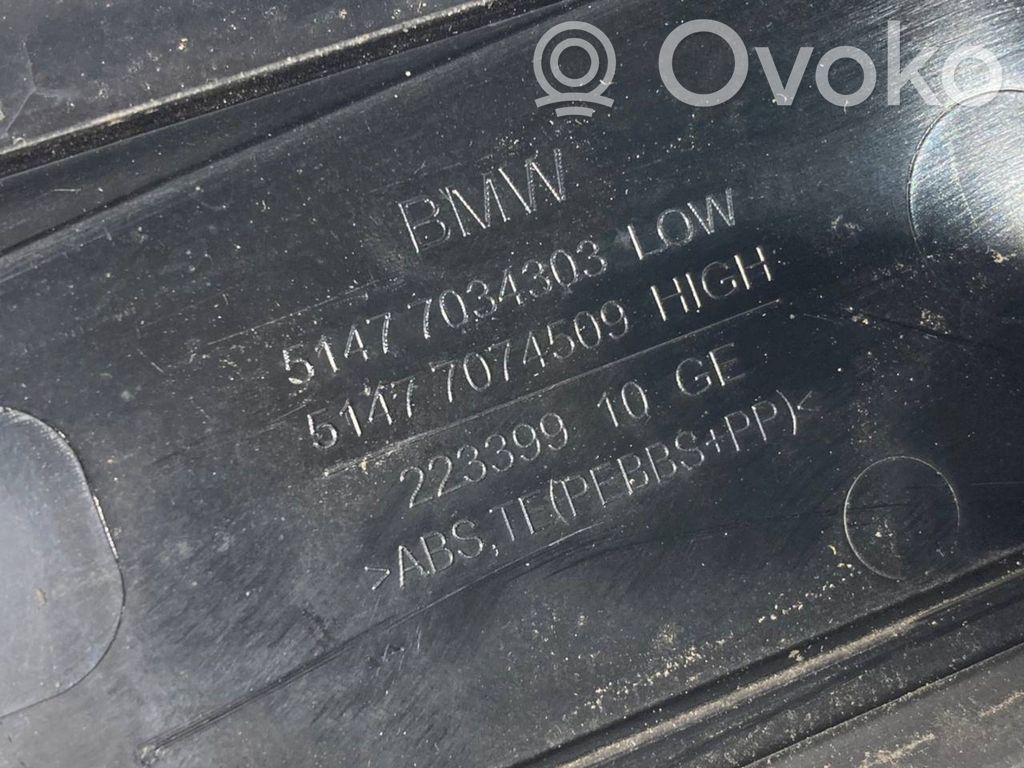 Ovoko
BMW
5147 7034303 LOW
5147 7074509 HIGH
223399 10 GE
>ABS,TE(PEBBS+PP)<